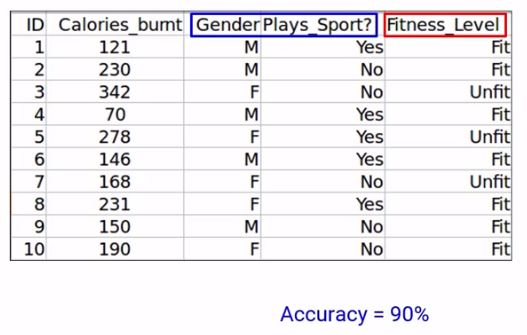 ID Calories_burnt Gender Plays_Sport? Fitness_Level
1 121 M Yes Fit
2 230 M No Fit
3 342 F No Unfit
4 70 M Yes Fit
5 278 F Yes Unfit
6 146 M Yes Fit
7 168 F No Unfit
8 231 F Yes Fit
9 150 M No Fit
10 190 F No Fit
Accuracy = 90%